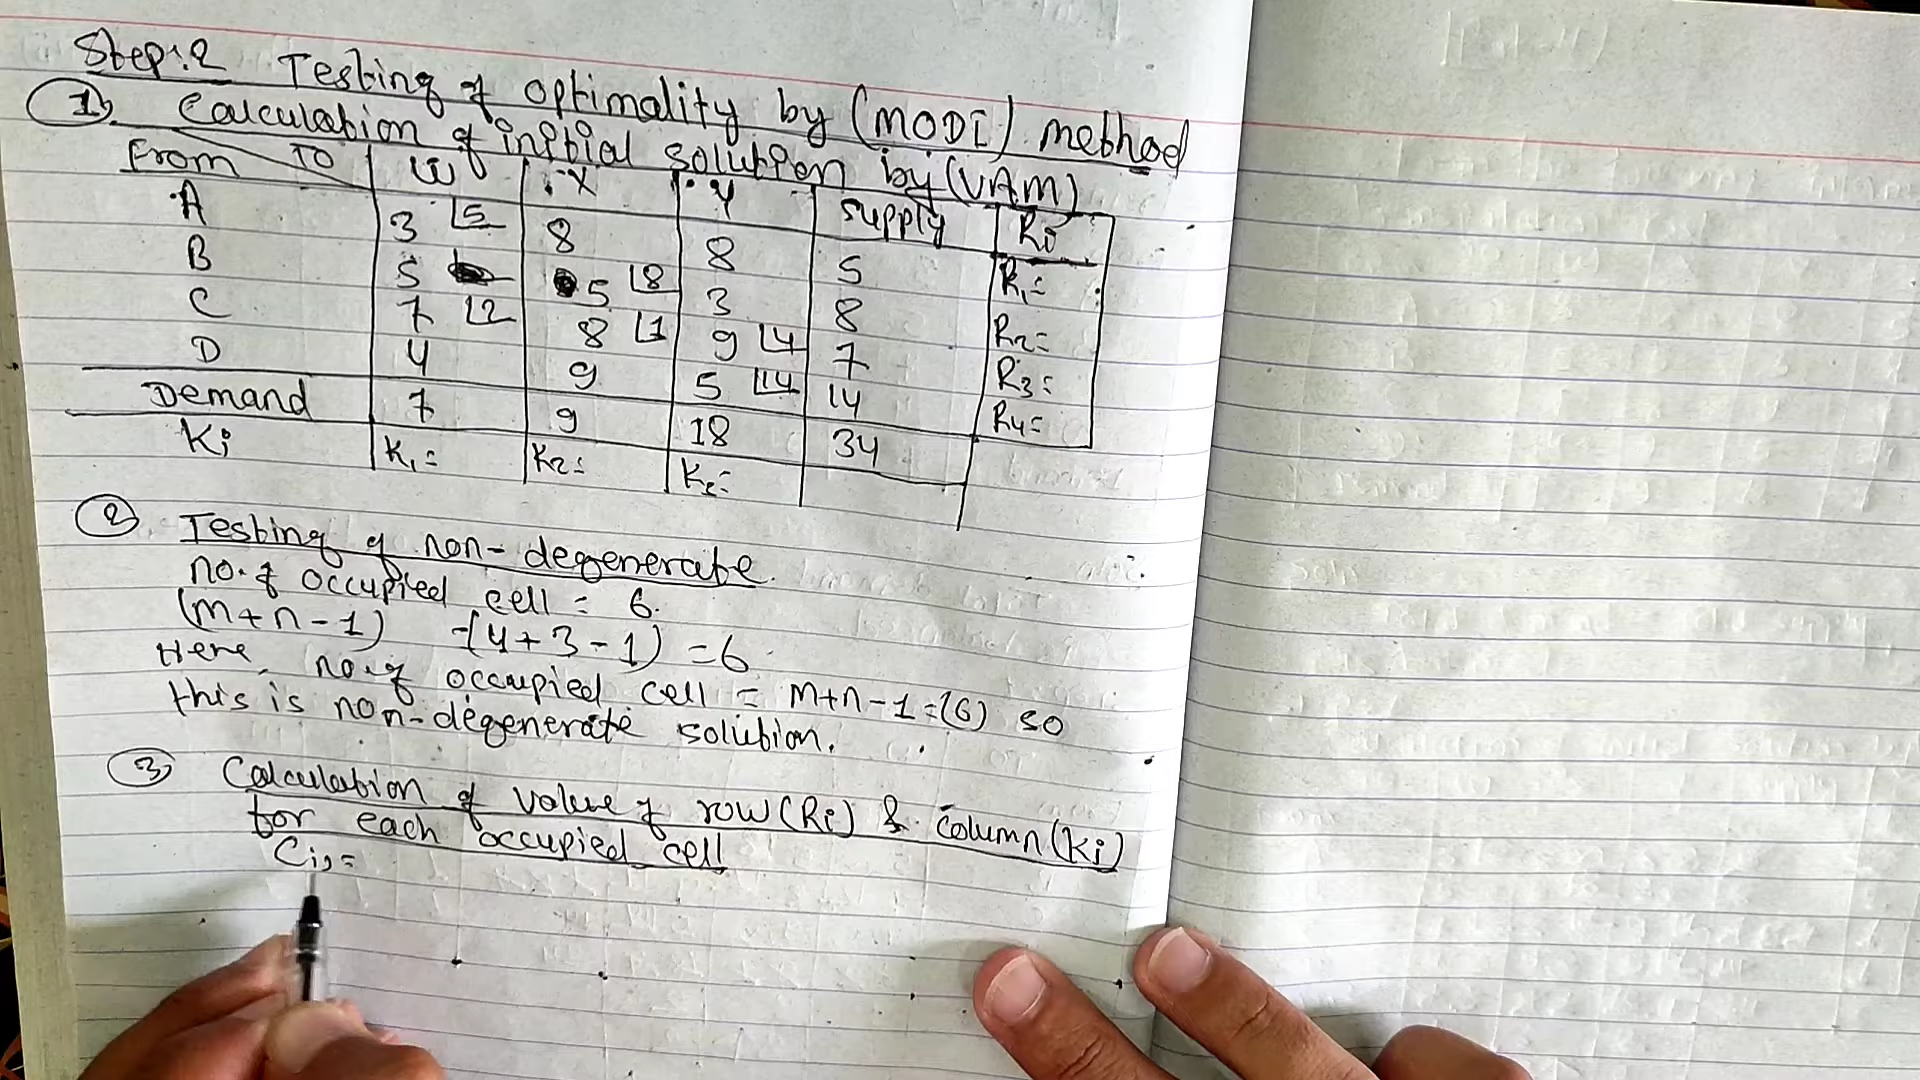 Step:2 Testing of optimality by (MODI) method
1). Calculation of initial solution by (VAM)
From TO W X Y supply Ri
A 3 5 8 8 5 R1=
B 5 5 8 3 8 R2=
C 7 2 8 1 9 4 7 R3=
D 4 9 5 14 14 R4=
Demand 7 9 18 34
Kj K1= K2= K3=
2 Testing of non-degenerate.
no. of occupied cell = 6.
(m+n-1) -(4+3-1) =6
Here, no. of occupied cell = m+n-1=(6) so
this is non-degenerate solution.
3 Calculation of value of row (Ri) & column (Kj)
for each occupied cell
Cij=